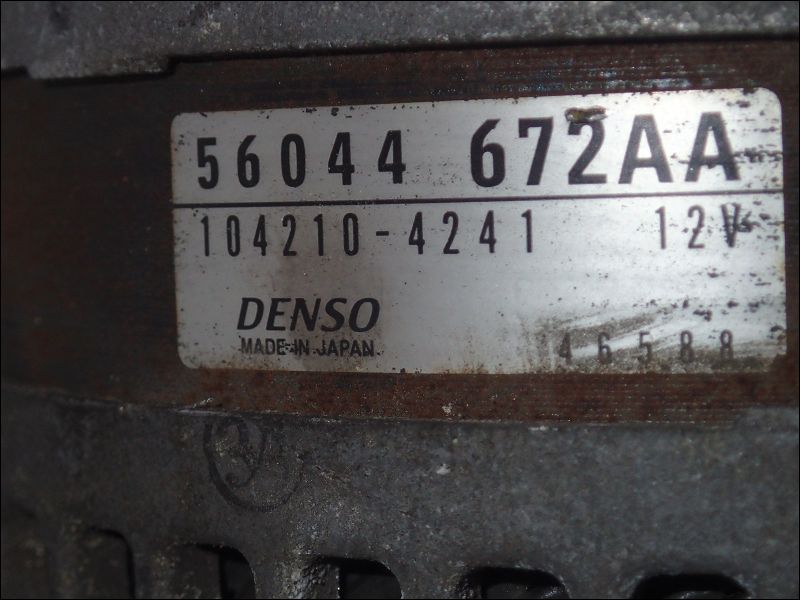 56044 672AA
104210-4241 12V
DENSO
MADE IN JAPAN
46588